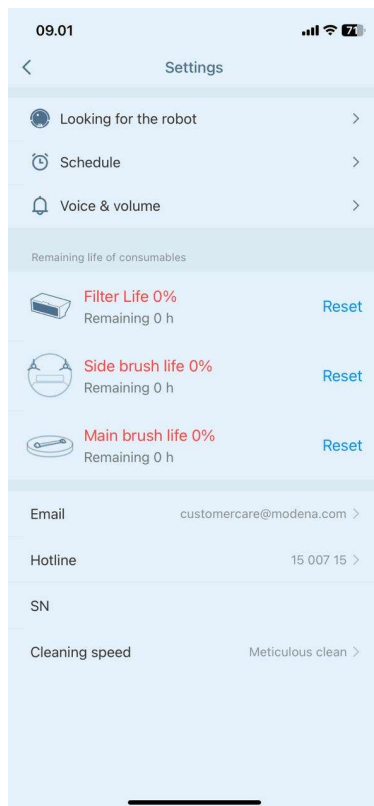 09.01
71
Settings
Looking for the robot
Schedule
Voice & volume
Remaining life of consumables
Filter Life 0%
Remaining 0 h
Reset
Side brush life 0%
Remaining 0 h
Reset
Main brush life 0%
Remaining 0 h
Reset
Email customercare@modena.com
Hotline 15 007 15
SN
Cleaning speed Meticulous clean